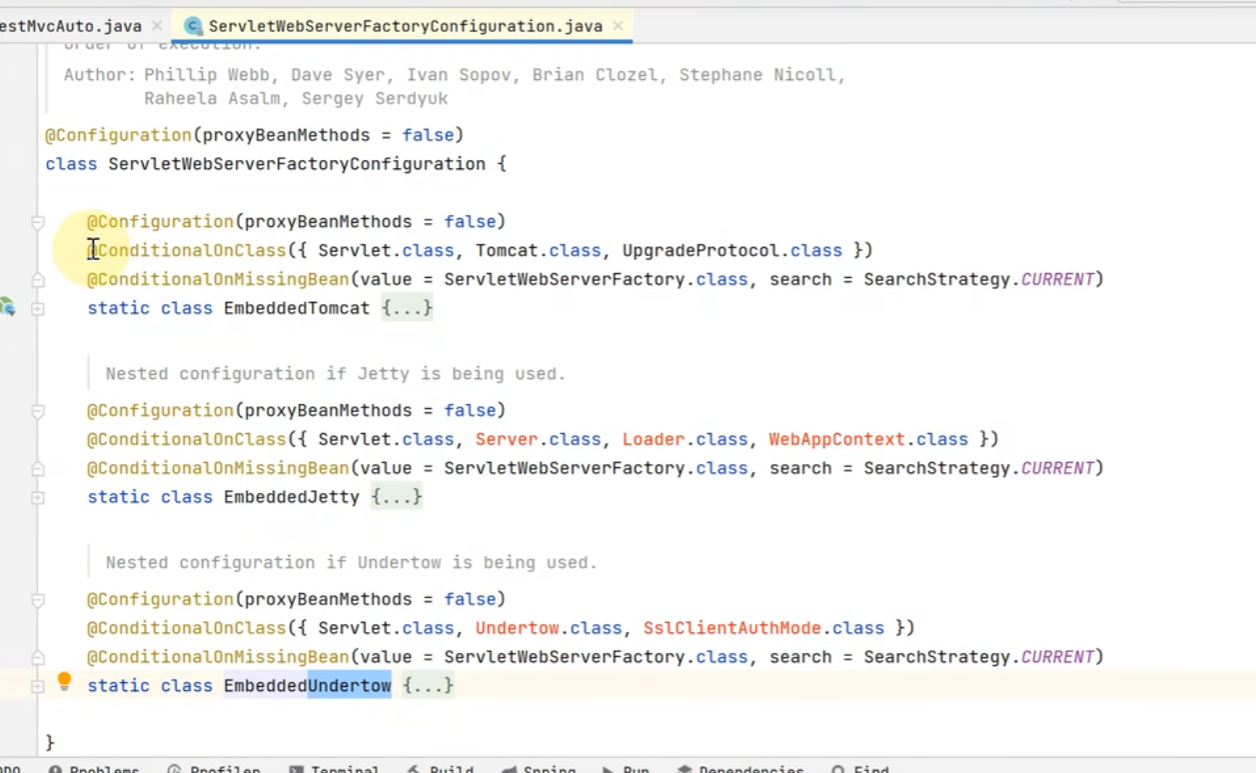 estMvcAuto.java × ServletWebServerFactoryConfiguration.java ×
order of execution.
Author: Phillip Webb, Dave Syer, Ivan Sopov, Brian Clozel, Stephane Nicoll,
Raheela Asalm, Sergey Serdyuk
@Configuration(proxyBeanMethods = false)
class ServletWebServerFactoryConfiguration {
@Configuration(proxyBeanMethods = false)
@ConditionalOnClass({ Servlet.class, Tomcat.class, UpgradeProtocol.class })
@ConditionalOnMissingBean(value = ServletWebServerFactory.class, search = SearchStrategy.CURRENT)
static class EmbeddedTomcat {...}
Nested configuration if Jetty is being used.
@Configuration(proxyBeanMethods = false)
@ConditionalOnClass({ Servlet.class, Server.class, Loader.class, WebAppContext.class })
@ConditionalOnMissingBean(value = ServletWebServerFactory.class, search = SearchStrategy.CURRENT)
static class EmbeddedJetty {...}
Nested configuration if Undertow is being used.
@Configuration(proxyBeanMethods = false)
@ConditionalOnClass({ Servlet.class, Undertow.class, SslClientAuthMode.class })
@ConditionalOnMissingBean(value = ServletWebServerFactory.class, search = SearchStrategy.CURRENT)
static class EmbeddedUndertow {...}
}
ODO Problems Profiler Terminal Build Spring Run Dependencies Find